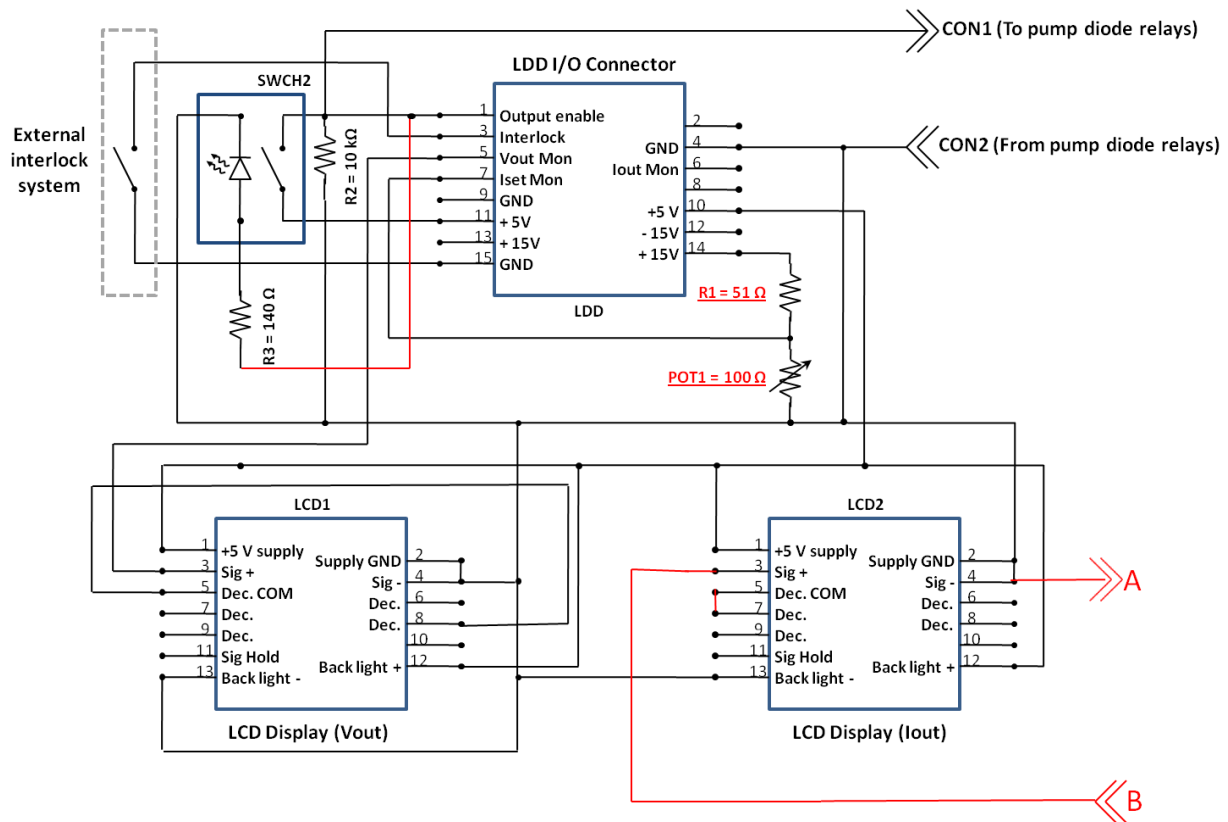 CON1 (To pump diode relays)
LDD I/O Connector
SWCH2
External
interlock
system
R2 = 10 kΩ
1 Output enable
3 Interlock
5 Vout Mon
7 Iset Mon
9 GND
11 + 5V
13 + 15V
15 GND
2
GND 4
Iout Mon 6
8
+5 V 10
- 15V 12
+ 15V 14
CON2 (From pump diode relays)
R3 = 140 Ω
LDD
R1 = 51 Ω
POT1 = 100 Ω
LCD1
1 +5 V supply
3 Sig +
5 Dec. COM
7 Dec.
9 Dec.
11 Sig Hold
13 Back light -
Supply GND 2
Sig - 4
Dec. 6
Dec. 8
10
Back light + 12
LCD Display (Vout)
LCD2
1 +5 V supply
3 Sig +
5 Dec. COM
7 Dec.
9 Dec.
11 Sig Hold
13 Back light -
Supply GND 2
Sig - 4
Dec. 6
Dec. 8
10
Back light + 12
LCD Display (Iout)
A
B